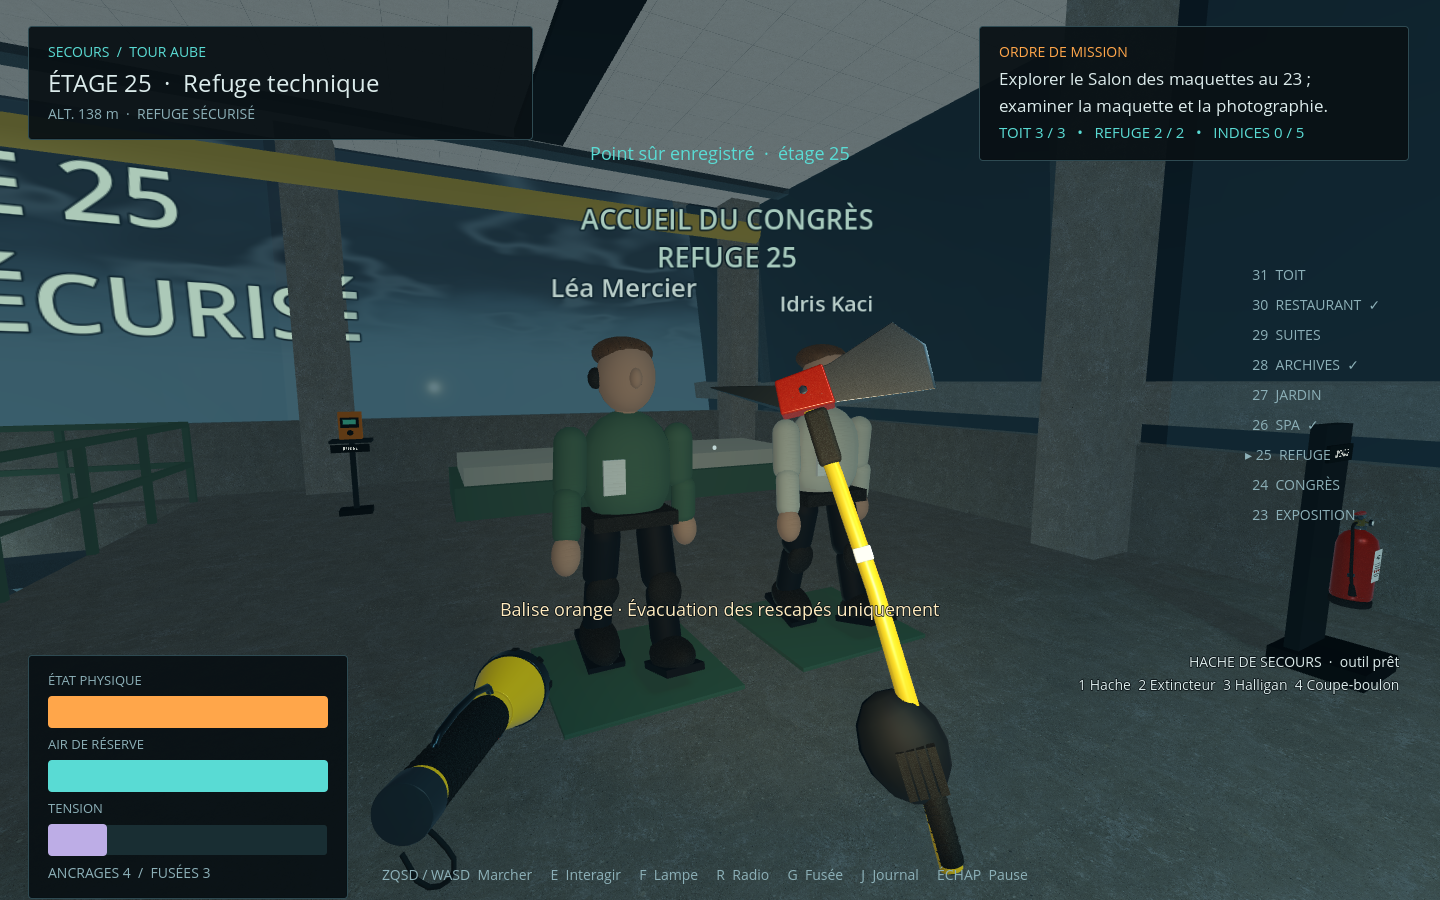 SECOURS / TOUR AUBE
ÉTAGE 25 · Refuge technique
ALT. 138 m · REFUGE SÉCURISÉ
ORDRE DE MISSION
Explorer le Salon des maquettes au 23 ;
examiner la maquette et la photographie.
TOIT 3 / 3 • REFUGE 2 / 2 • INDICES 0 / 5
Point sûr enregistré · étage 25
E 25
ÉCURISÉ
ACCUEIL DU CONGRÈS
REFUGE 25
Léa Mercier
Idris Kaci
31 TOIT
30 RESTAURANT ✓
29 SUITES
28 ARCHIVES ✓
27 JARDIN
26 SPA ✓
▸ 25 REFUGE
24 CONGRÈS
23 EXPOSITION
Balise orange · Évacuation des rescapés uniquement
HACHE DE SECOURS · outil prêt
1 Hache 2 Extincteur 3 Halligan 4 Coupe-boulon
ÉTAT PHYSIQUE
AIR DE RÉSERVE
TENSION
ANCRAGES 4 / FUSÉES 3
ZQSD / WASD Marcher E Interagir F Lampe R Radio G Fusée J Journal ECHAP Pause